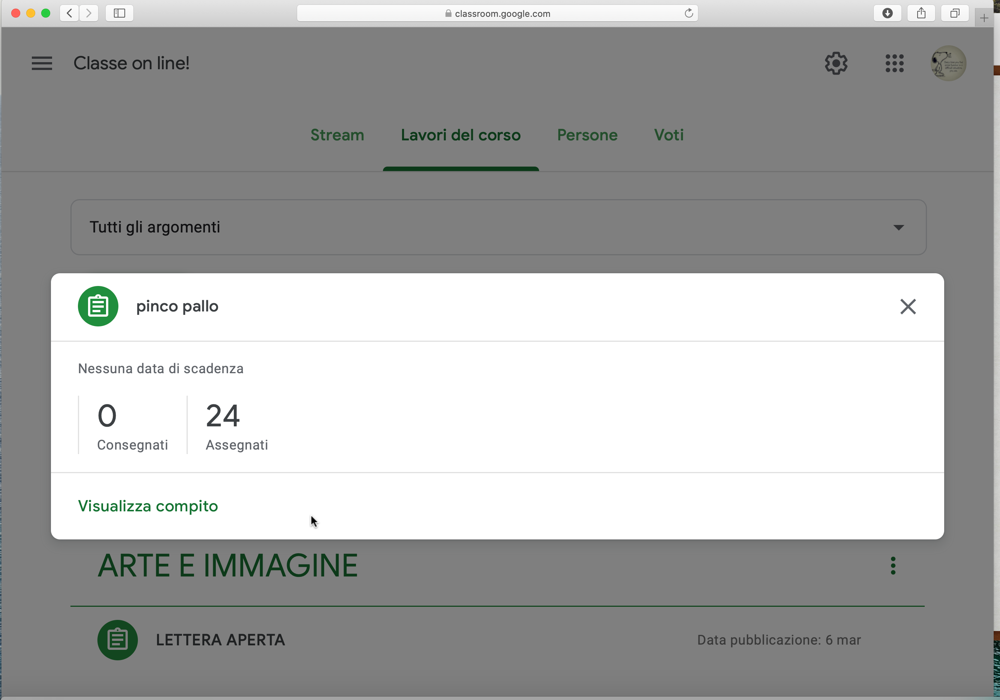 classroom.google.com
Classe on line!
Stream Lavori del corso Persone Voti
Tutti gli argomenti
pinco pallo
Nessuna data di scadenza
0 24
Consegnati Assegnati
Visualizza compito
ARTE E IMMAGINE
LETTERA APERTA Data pubblicazione: 6 mar